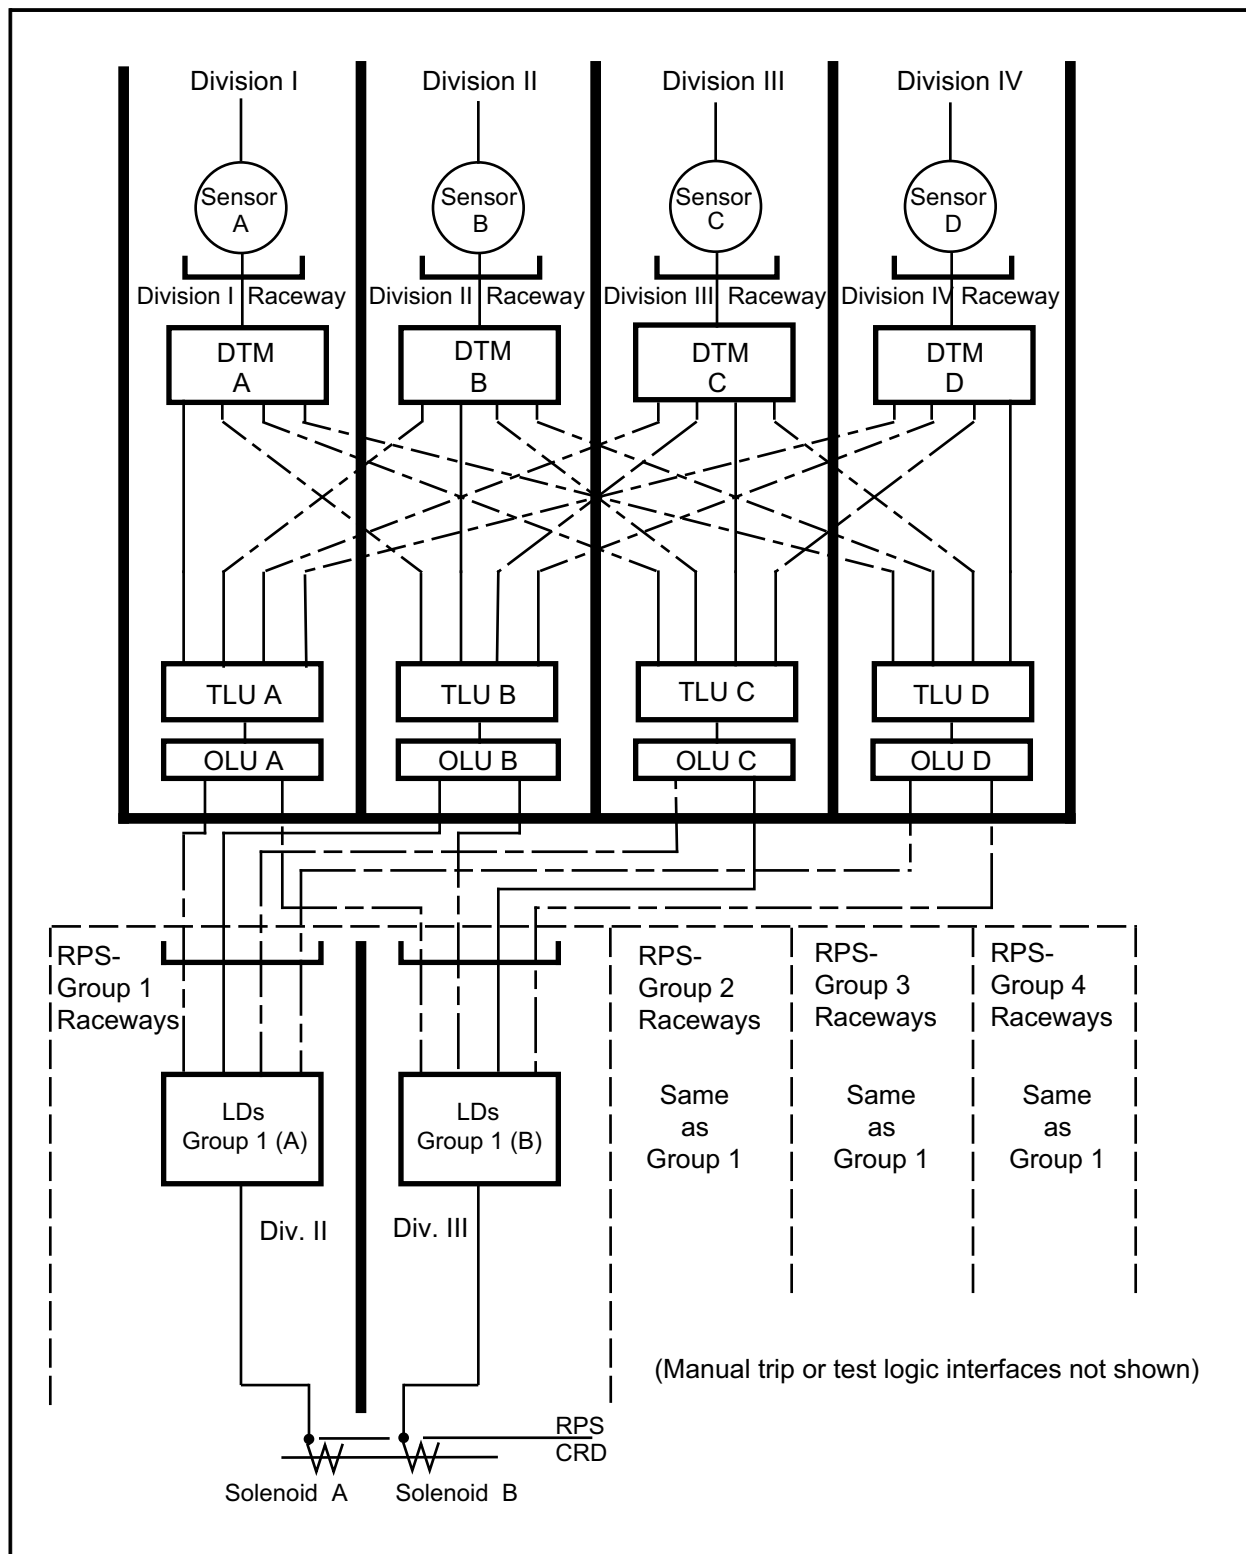 Division I
Division II
Division III
Division IV
Sensor
A
Sensor
B
Sensor
C
Sensor
D
Division I Raceway
Division II Raceway
Division III Raceway
Division IV Raceway
DTM
A
DTM
B
DTM
C
DTM
D
TLU A
TLU B
TLU C
TLU D
OLU A
OLU B
OLU C
OLU D
RPS-
Group 1
Raceways
RPS-
Group 2
Raceways
RPS-
Group 3
Raceways
RPS-
Group 4
Raceways
LDs
Group 1 (A)
LDs
Group 1 (B)
Same
as
Group 1
Same
as
Group 1
Same
as
Group 1
Div. II
Div. III
(Manual trip or test logic interfaces not shown)
RPS
CRD
Solenoid A
Solenoid B